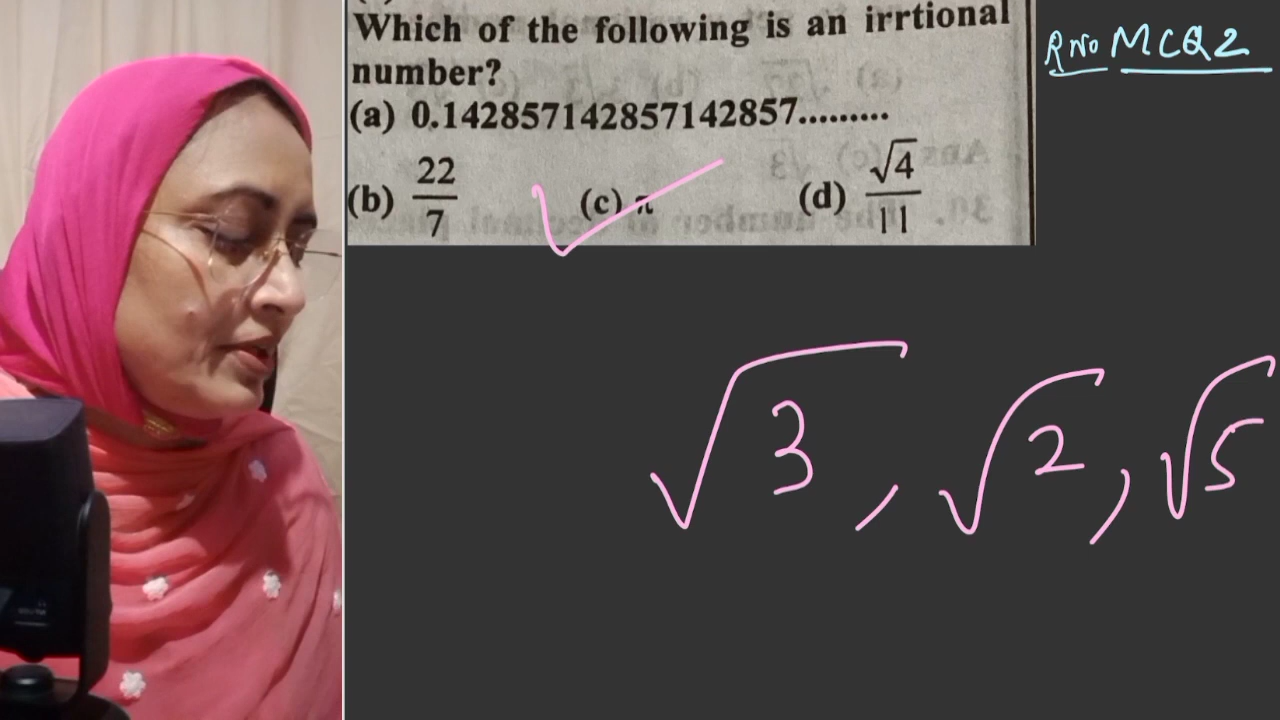 Which of the following is an irrtional
number?
(a) 0.142857142857142857.........
(b) 22/7 (c) π (d) √4/11
R No MCQ 2
√3, √2, √5